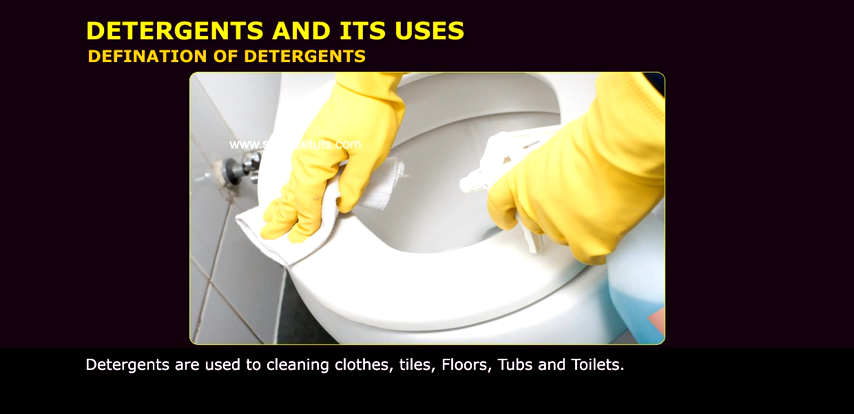 DETERGENTS AND ITS USES
DEFINATION OF DETERGENTS
Detergents are used to cleaning clothes, tiles, Floors, Tubs and Toilets.